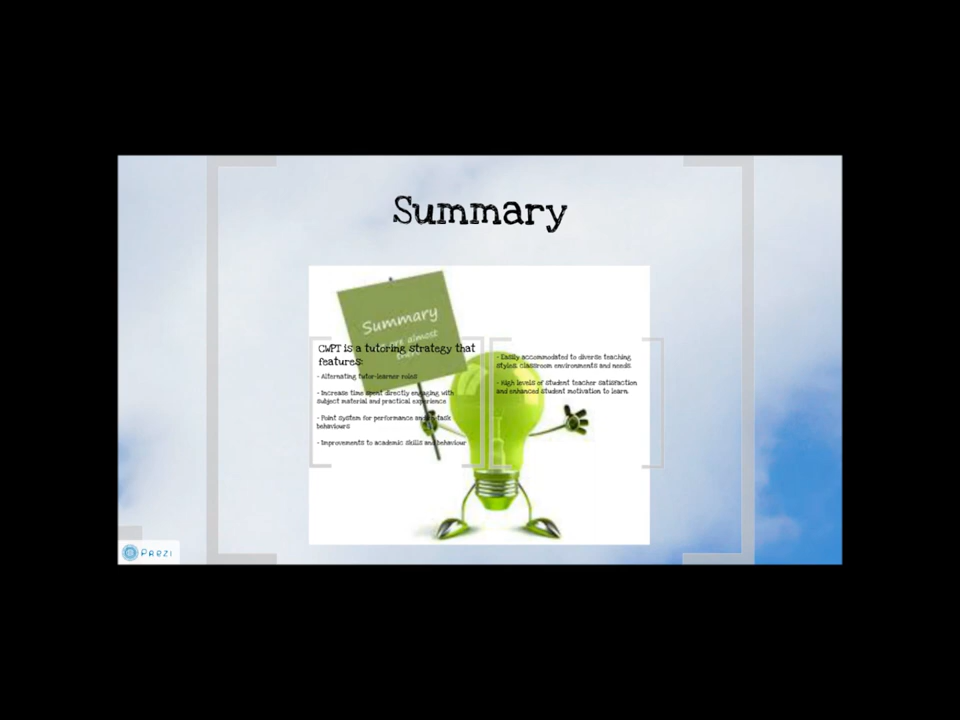 Summary
Summary
are almost
CWPT is a tutoring strategy that
features:
- Alternating tutor-learner roles
- Increase time spent directly engaging with
subject material and practical experience
- Point system for performance and
behaviours
- Improvements to academic skills and behaviour
- Easily accommodated to diverse teaching
styles, classroom environments and needs.
- High levels of student teacher satisfaction
and enhanced student motivation to learn.
Prezi